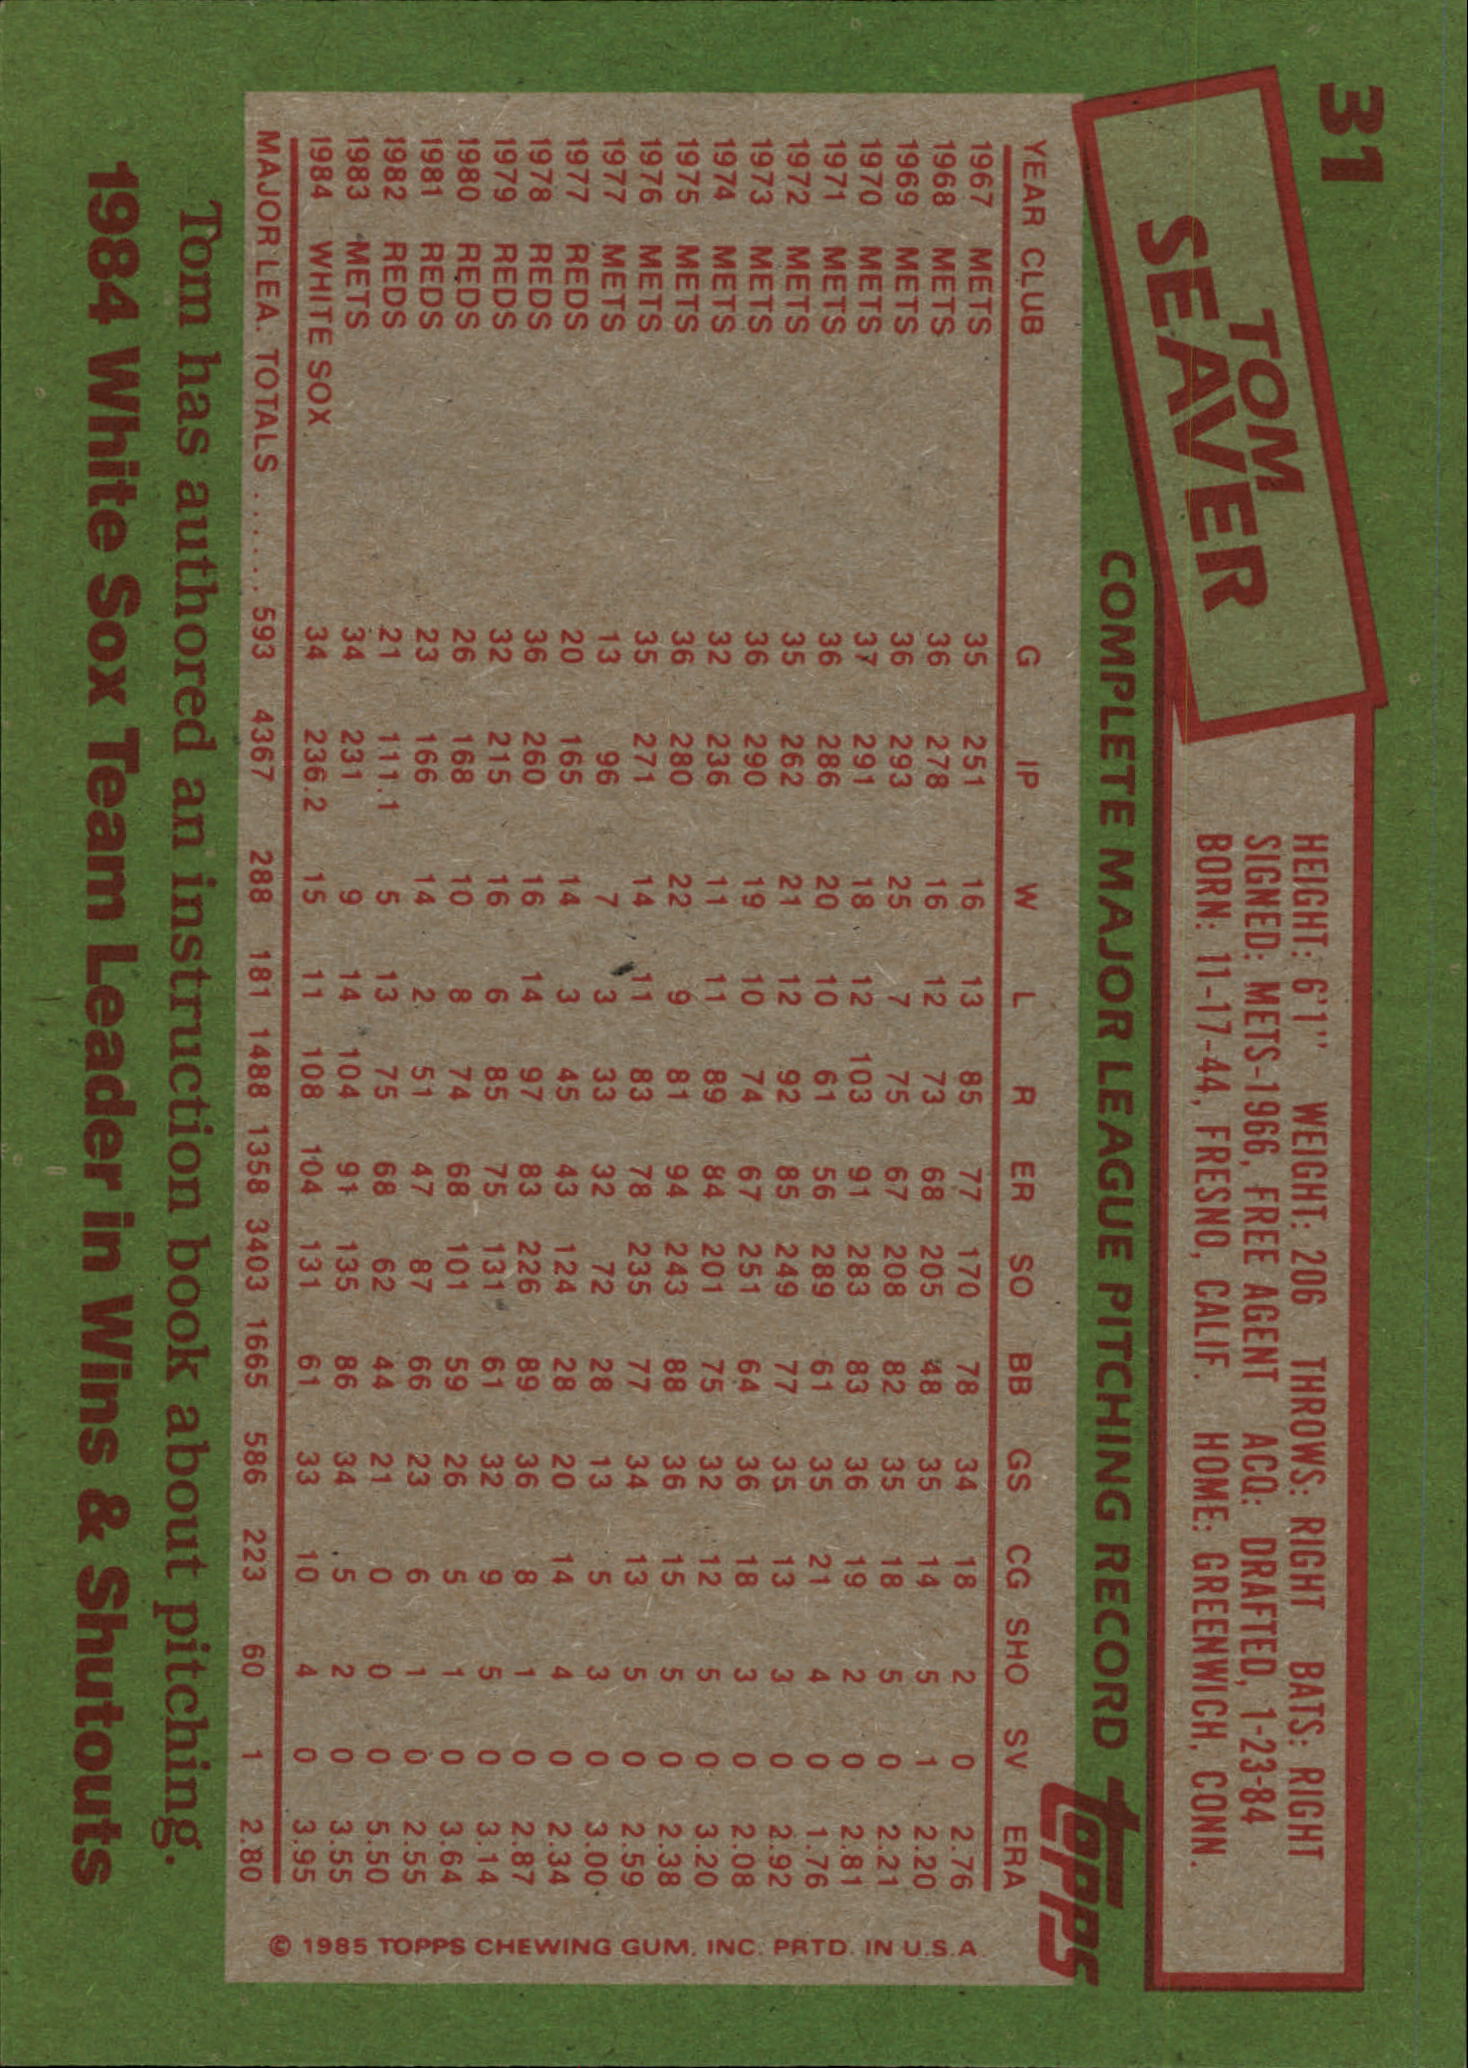 31
TOM
SEAVER
HEIGHT: 6'1" WEIGHT: 206 THROWS: RIGHT BATS: RIGHT
SIGNED: METS-1966, FREE AGENT ACQ: DRAFTED, 1-23-84
BORN: 11-17-44, FRESNO, CALIF. HOME: GREENWICH, CONN.
COMPLETE MAJOR LEAGUE PITCHING RECORD
topps
YEAR CLUB G IP W L R ER SO BB GS CG SHO SV ERA
1967 METS 35 251 16 13 85 77 170 78 34 18 2 0 2.76
1968 METS 36 278 16 12 73 68 205 48 35 14 5 1 2.20
1969 METS 36 293 25 7 75 67 208 82 35 18 5 0 2.21
1970 METS 37 291 18 12 103 91 283 83 36 19 2 0 2.81
1971 METS 36 286 20 10 61 56 289 61 35 21 4 0 1.76
1972 METS 35 262 21 12 92 85 249 77 35 13 3 0 2.92
1973 METS 36 290 19 10 74 67 251 64 36 18 3 0 2.08
1974 METS 32 236 11 11 89 84 201 75 32 12 5 0 3.20
1975 METS 36 280 22 9 81 94 243 88 36 15 5 0 2.38
1976 METS 35 271 14 11 83 78 235 77 34 13 5 0 2.59
1977 METS 13 96 7 3 33 32 72 28 13 5 3 0 3.00
1977 REDS 20 165 14 3 45 43 124 28 20 14 4 0 2.34
1978 REDS 36 260 16 14 97 83 226 89 36 8 1 0 2.87
1979 REDS 32 215 16 6 85 75 131 61 32 9 5 0 3.14
1980 REDS 26 168 10 8 74 68 101 59 26 5 1 0 3.64
1981 REDS 23 166 14 2 51 47 87 66 23 6 1 0 2.55
1982 REDS 21 111.1 5 13 75 68 62 44 21 0 0 0 5.50
1983 METS 34 231 9 14 104 91 135 86 34 5 2 0 3.55
1984 WHITE SOX 34 236.2 15 11 108 104 131 61 33 10 4 0 3.95
MAJOR LEA. TOTALS ...... 593 4367 288 181 1488 1358 3403 1665 586 223 60 1 2.80
© 1985 TOPPS CHEWING GUM, INC. PRTD. IN U.S.A.
Tom has authored an instruction book about pitching.
1984 White Sox Team Leader in Wins & Shutouts